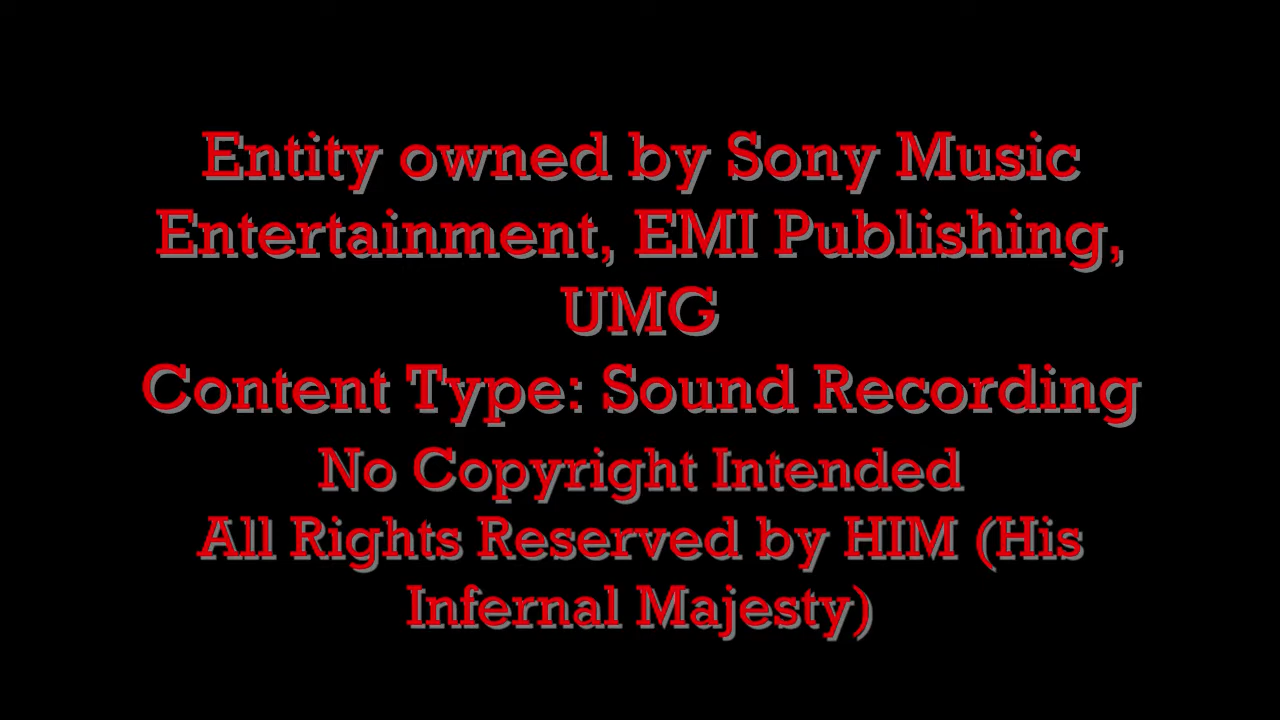 Entity owned by Sony Music
Entertainment, EMI Publishing,
UMG
Content Type: Sound Recording
No Copyright Intended
All Rights Reserved by HIM (His
Infernal Majesty)